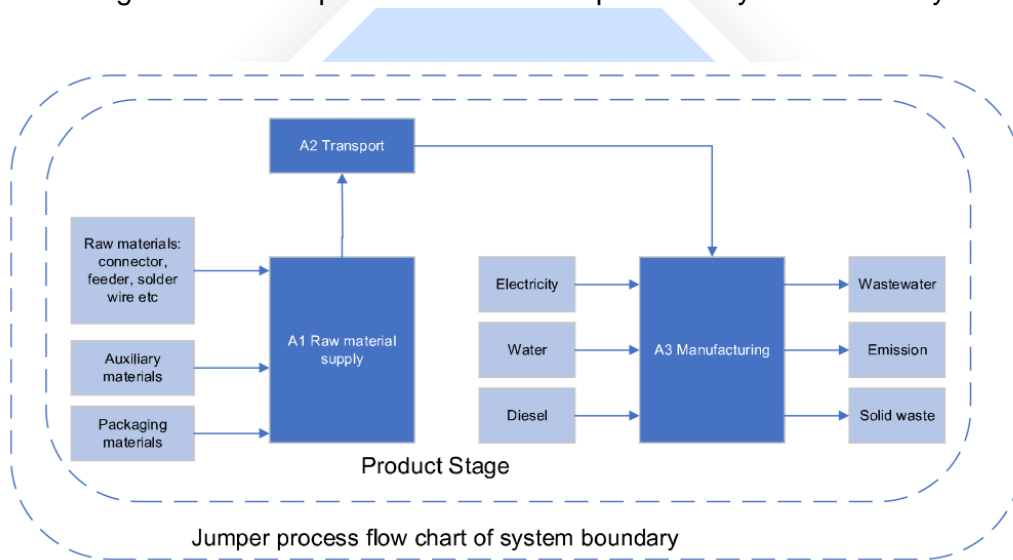 A2 Transport
Raw materials:
connector,
feeder, solder
wire etc
Auxiliary
materials
Packaging
materials
A1 Raw material
supply
Electricity
Water
Diesel
A3 Manufacturing
Wastewater
Emission
Solid waste
Product Stage
Jumper process flow chart of system boundary